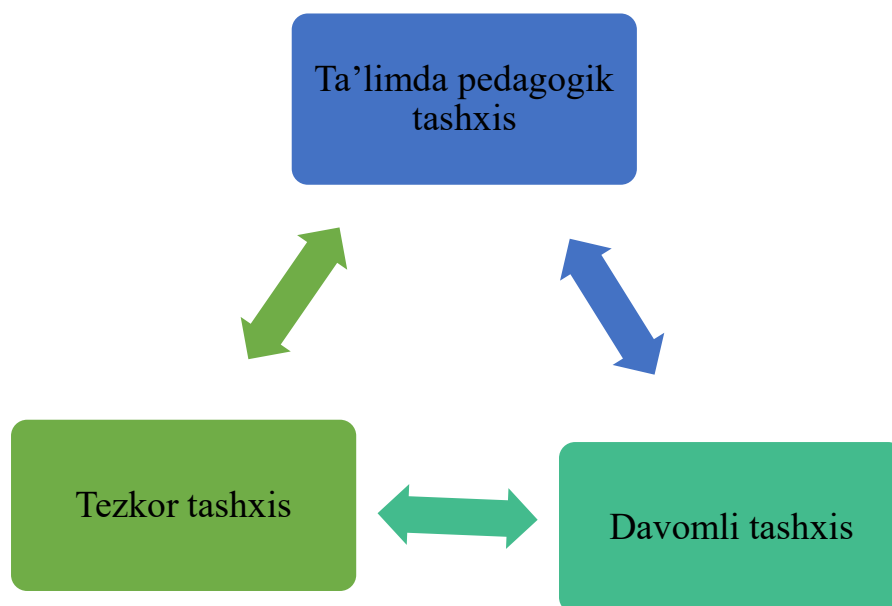 Ta’limda pedagogik
tashxis
Tezkor tashxis
Davomli tashxis